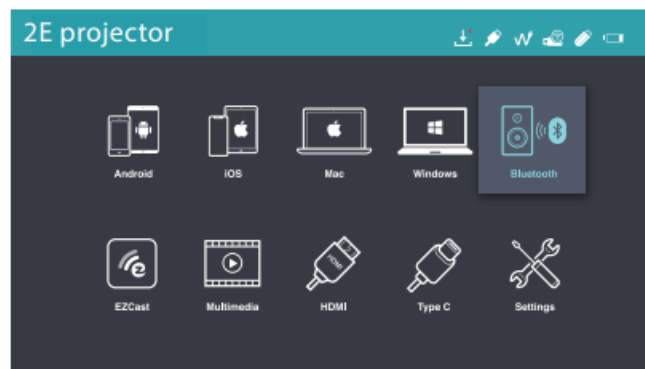 2E projector
Android iOS Mac Windows Bluetooth
EZCast Multimedia HDMI Type C Settings